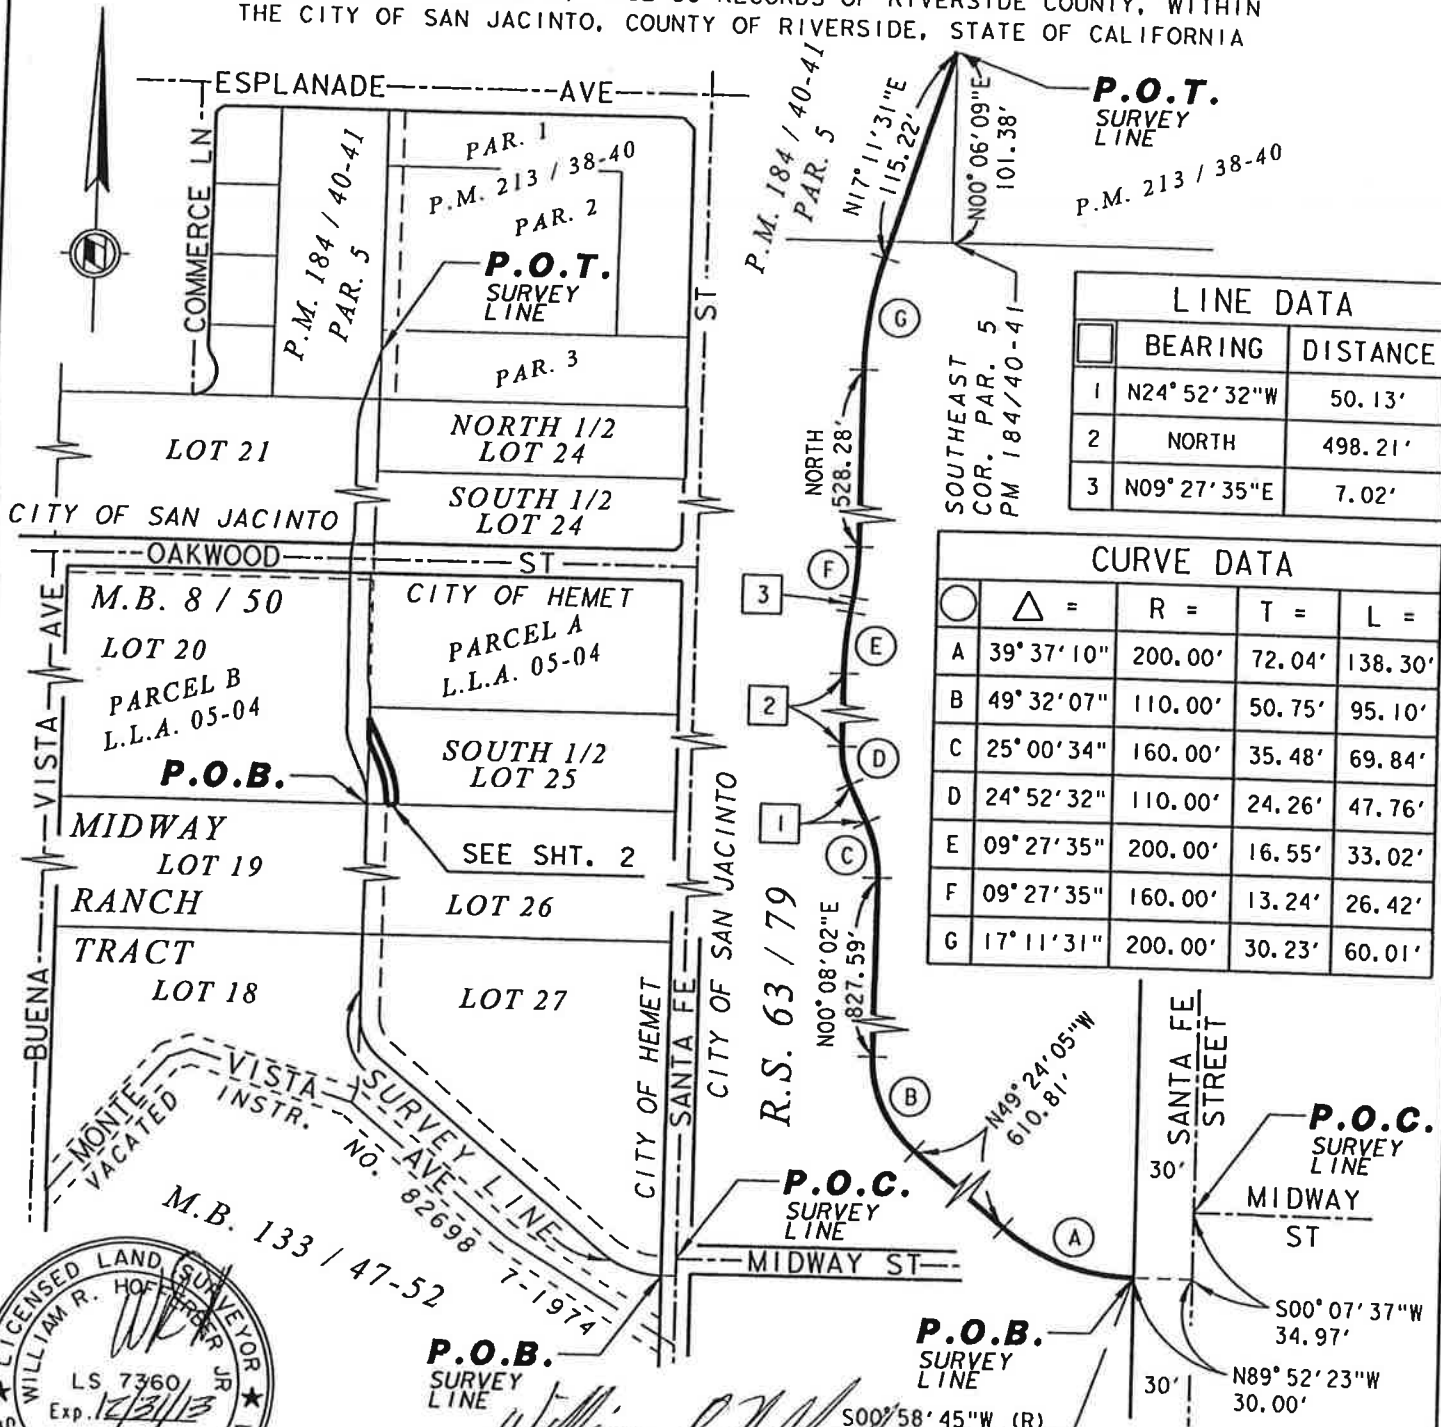 THE CITY OF SAN JACINTO, COUNTY OF RIVERSIDE, STATE OF CALIFORNIA
ESPLANADE AVE
COMMERCE LN
P.M. 184 / 40-41
PAR. 5
PAR. 1
P.M. 213 / 38-40
PAR. 2
P.O.T.
SURVEY
LINE
PAR. 3
ST
LOT 21
NORTH 1/2
LOT 24
SOUTH 1/2
LOT 24
CITY OF SAN JACINTO
OAKWOOD ST
M.B. 8 / 50
LOT 20
PARCEL B
L.L.A. 05-04
CITY OF HEMET
PARCEL A
L.L.A. 05-04
SOUTH 1/2
LOT 25
P.O.B.
MIDWAY
LOT 19
RANCH
TRACT
LOT 18
SEE SHT. 2
LOT 26
LOT 27
BUENA VISTA AVE
MONTE VISTA AVE
VACATED
INSTR. NO. 82698 7-1974
SURVEY LINE
M.B. 133 / 47-52
CITY OF HEMET
SANTA FE
CITY OF SAN JACINTO
P.O.C.
SURVEY
LINE
MIDWAY ST
P.O.B.
SURVEY
LINE
LICENSED LAND SURVEYOR
WILLIAM R. HOFFERBER JR
LS 7360
Exp. 12/31/13
P.M. 184 / 40-41
PAR. 5
N17°11'31"E
115.22'
N00°06'09"E
101.38'
P.O.T.
SURVEY
LINE
P.M. 213 / 38-40
G
SOUTHEAST
COR. PAR. 5
PM 184/40-41
NORTH
528.28'
F
3
E
2
D
1
C
R.S. 63 / 79
N00°08'02"E
827.59'
B
N49°24'05"W
610.81'
A
LINE DATA
BEARING DISTANCE
1 N24°52'32"W 50.13'
2 NORTH 498.21'
3 N09°27'35"E 7.02'
CURVE DATA
△ = R = T = L =
A 39°37'10" 200.00' 72.04' 138.30'
B 49°32'07" 110.00' 50.75' 95.10'
C 25°00'34" 160.00' 35.48' 69.84'
D 24°52'32" 110.00' 24.26' 47.76'
E 09°27'35" 200.00' 16.55' 33.02'
F 09°27'35" 160.00' 13.24' 26.42'
G 17°11'31" 200.00' 30.23' 60.01'
SANTA FE
STREET
30'
P.O.C.
SURVEY
LINE
MIDWAY
ST
S00°07'37"W
34.97'
P.O.B.
SURVEY
LINE
30'
N89°52'23"W
30.00'
S00°58'45"W (R)